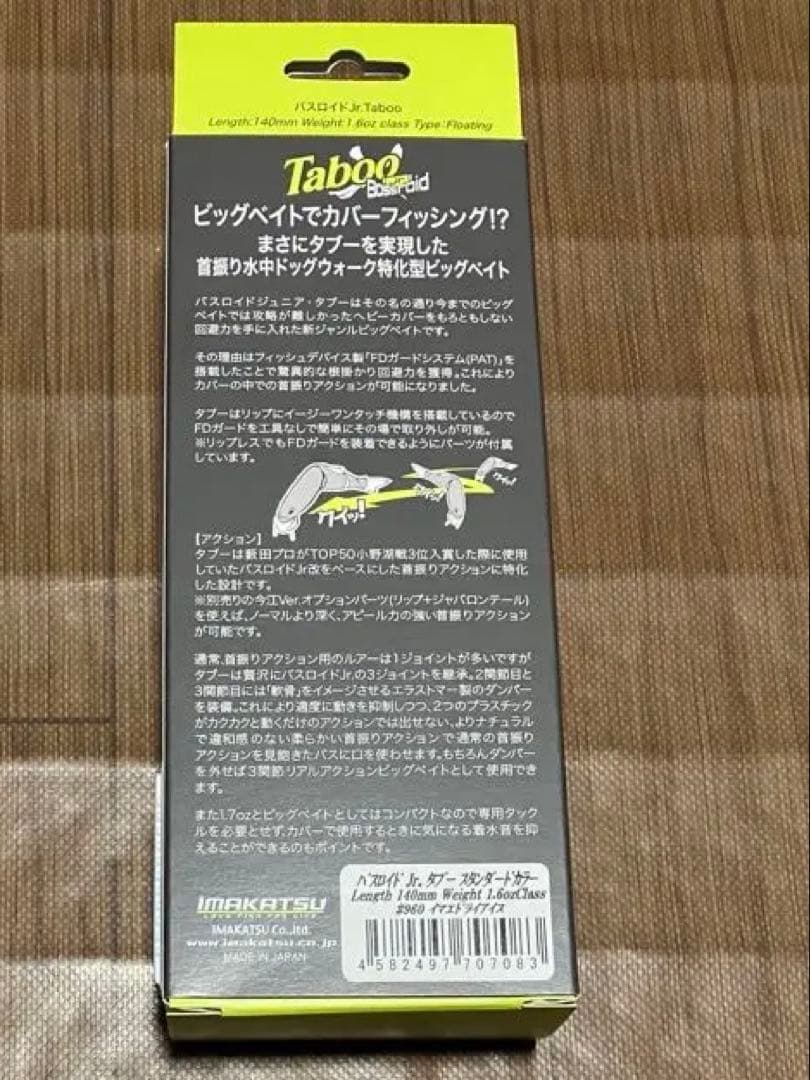 バスロイドJr.Taboo
Length:140mm Weight:1.6oz class Type:Floating
Taboo
Bassroid
ビッグベイトでカバーフィッシング!?
まさにタブーを実現した
首振り水中ドッグウォーク特化型ビッグベイト
バスロイドジュニア・タブーはその名の通り今までのビッグ
ベイトでは攻略が難しかったヘビーカバーをもろともしない
回避力を手に入れた新ジャンルビッグベイトです。
その理由はフィッシュデバイス製「FDガードシステム(PAT)」を
搭載したことで驚異的な根掛かり回避力を獲得。これにより
カバーの中での首振りアクションが可能になりました。
タブーはリップにイージーワンタッチ機構を搭載しているので
FDガードを工具なしで簡単にその場で取り外しが可能。
※リップレスでもFDガードを装着できるようにパーツが付属
しています。
クイッ!
クイッ!
クイッ!
【アクション】
タブーは薮田プロがTOP50小野湖戦3位入賞した際に使用
していたバスロイドJr改をベースにした首振りアクションに特化
した設計です。
※別売りの今江Ver.オプションパーツ(リップ+ジャバロンテール)
を使えば、ノーマルより深く、アピール力の強い首振りアクション
が可能です。
通常、首振りアクション用のルアーは1ジョイントが多いですが
タブーは贅沢にバスロイドJr.の3ジョイントを継承。2関節目と
3関節目には「軟骨」をイメージさせるエラストマー製のダンパー
を装備。これにより適度に動きを抑制しつつ、2つのプラスチック
がカクカクと動くだけのアクションでは出せない、よりナチュラル
で違和感のない柔らかい首振りアクションで通常の首振り
アクションを見飽きたバスに口を使わせます。もちろんダンパー
を外せば3関節リアルアクションビッグベイトとして使用でき
ます。
また1.7ozとビッグベイトとしてはコンパクトなので専用タック
ルを必要とせず、カバーで使用するときに気になる着水音を抑
えることができるのもポイントです。
バスロイド Jr. タブー スタンダードカラー
Length 140mm Weight 1.6ozClass
#960 イマエドライアイス
4 582497 707083
IMAKATSU
LOVE FISH FOR LIFE
IMAKATSU Co.,ltd.
www.imakatsu.co.jp
MADE IN JAPAN